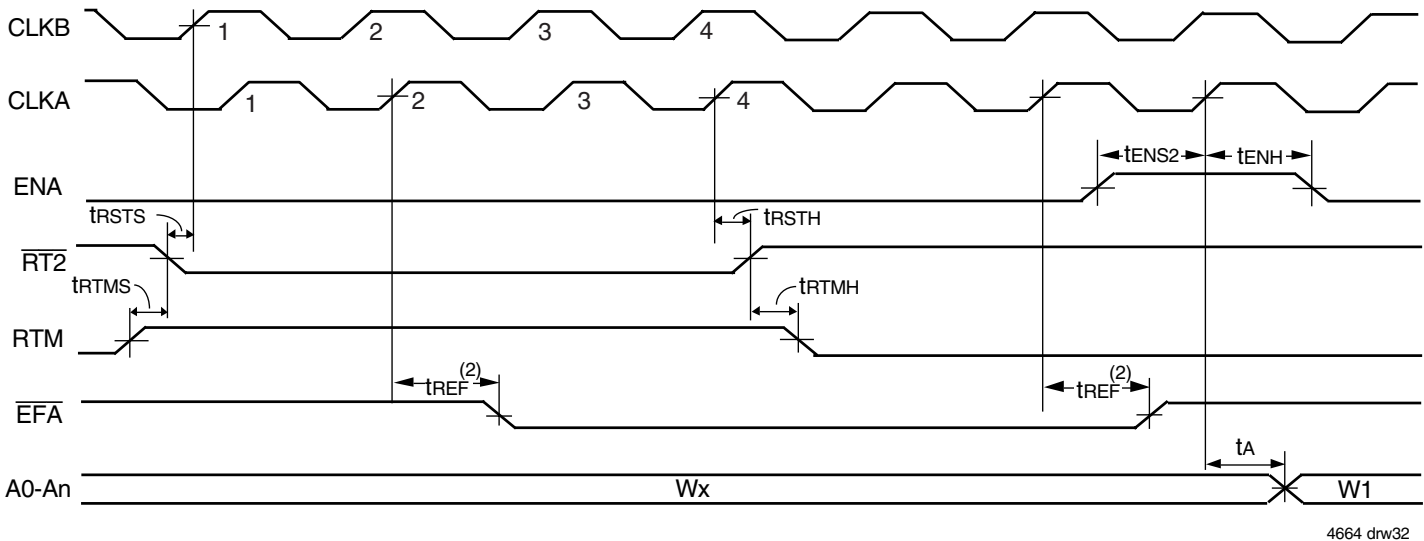 CLKB 1 2 3 4
CLKA 1 2 3 4
ENA tENS2 tENH
tRSTS tRSTH
RT2
tRTMS tRTMH
RTM
tREF(2) tREF(2)
EFA
tA
A0-An Wx W1
4664 drw32